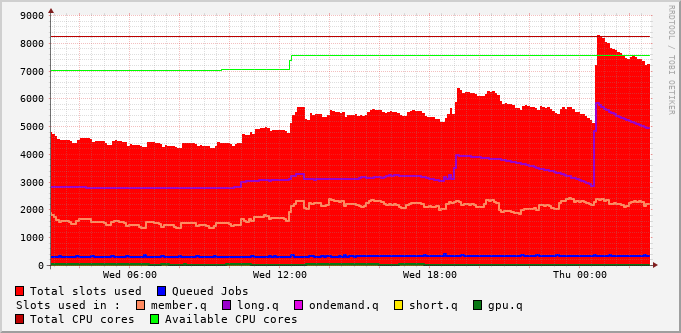 9000
8000
7000
6000
5000
4000
3000
2000
1000
0
Wed 06:00 Wed 12:00 Wed 18:00 Thu 00:00
RRDTOOL / TOBI OETIKER
Total slots used Queued Jobs
Slots used in : member.q long.q ondemand.q short.q gpu.q
Total CPU cores Available CPU cores